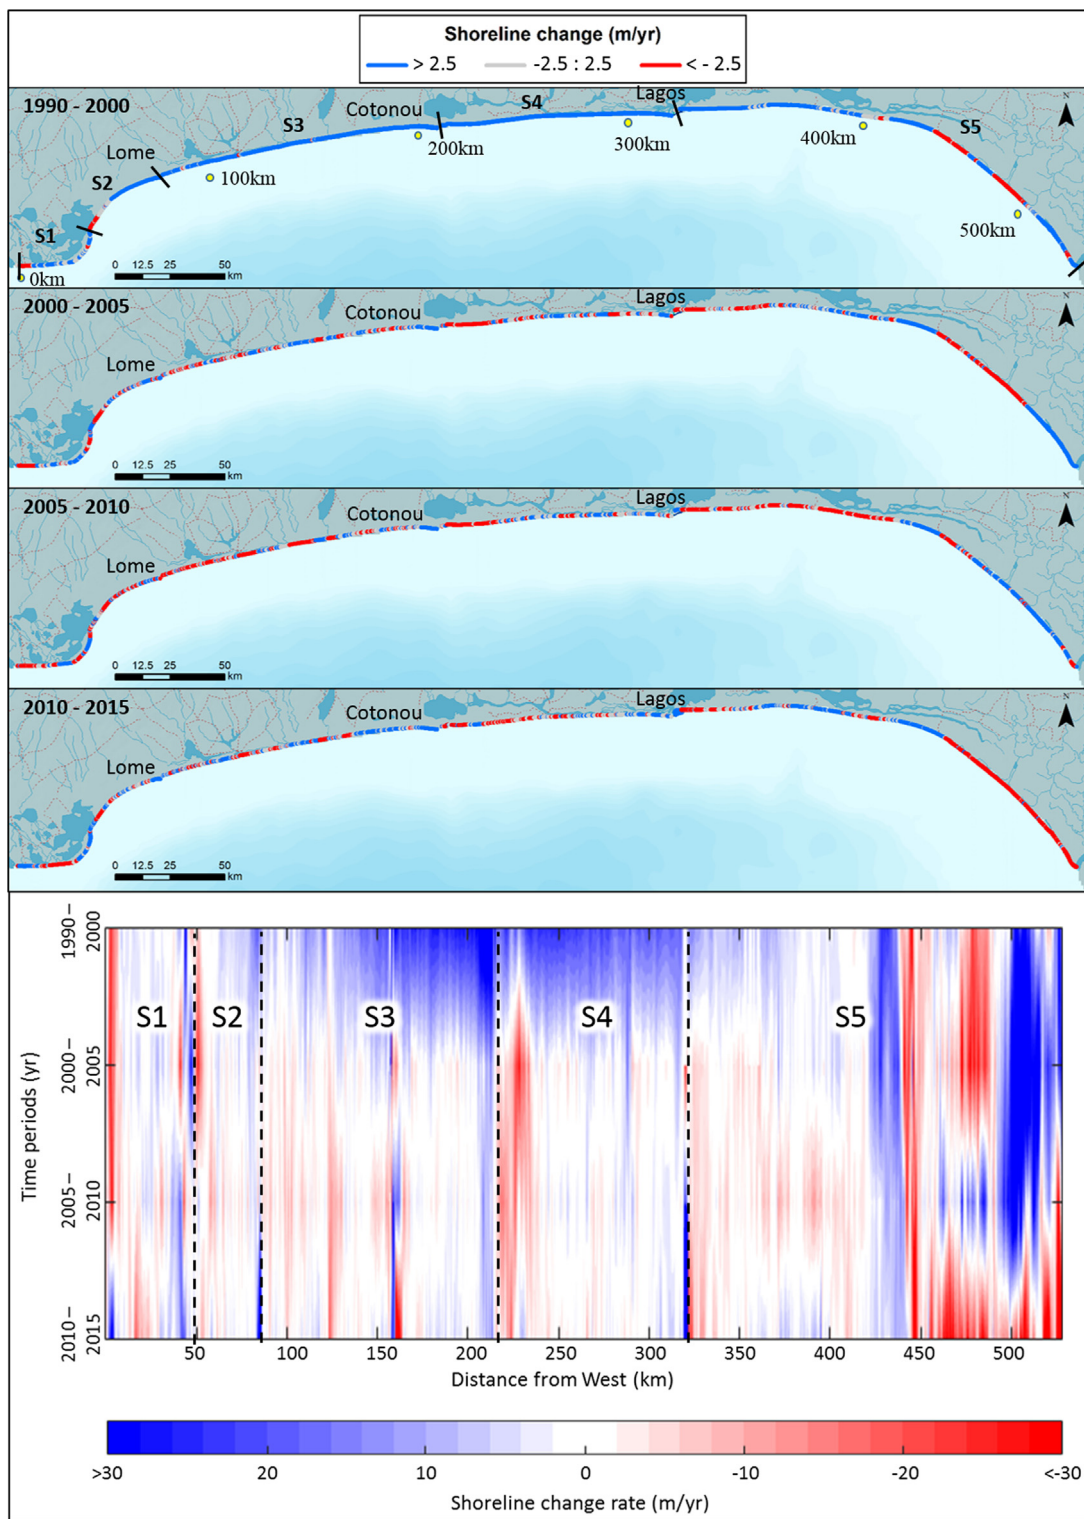 Shoreline change (m/yr)
> 2.5 -2.5 : 2.5 < - 2.5
1990 - 2000
Cotonou S4 Lagos
S3 S5
Lome 200km 300km 400km
S2 100km
S1 500km
0km
0 12.5 25 50
km
N
2000 - 2005
Lagos
Cotonou
Lome
0 12.5 25 50
km
N
2005 - 2010
Lagos
Cotonou
Lome
0 12.5 25 50
km
N
2010 - 2015
Lagos
Cotonou
Lome
0 12.5 25 50
km
N
Time periods (yr)
1990–
2000
2000–
2005
2005–
2010
2010–
2015
S1 S2 S3 S4 S5
50 100 150 200 250 300 350 400 450 500
Distance from West (km)
>30 20 10 0 -10 -20 <-30
Shoreline change rate (m/yr)